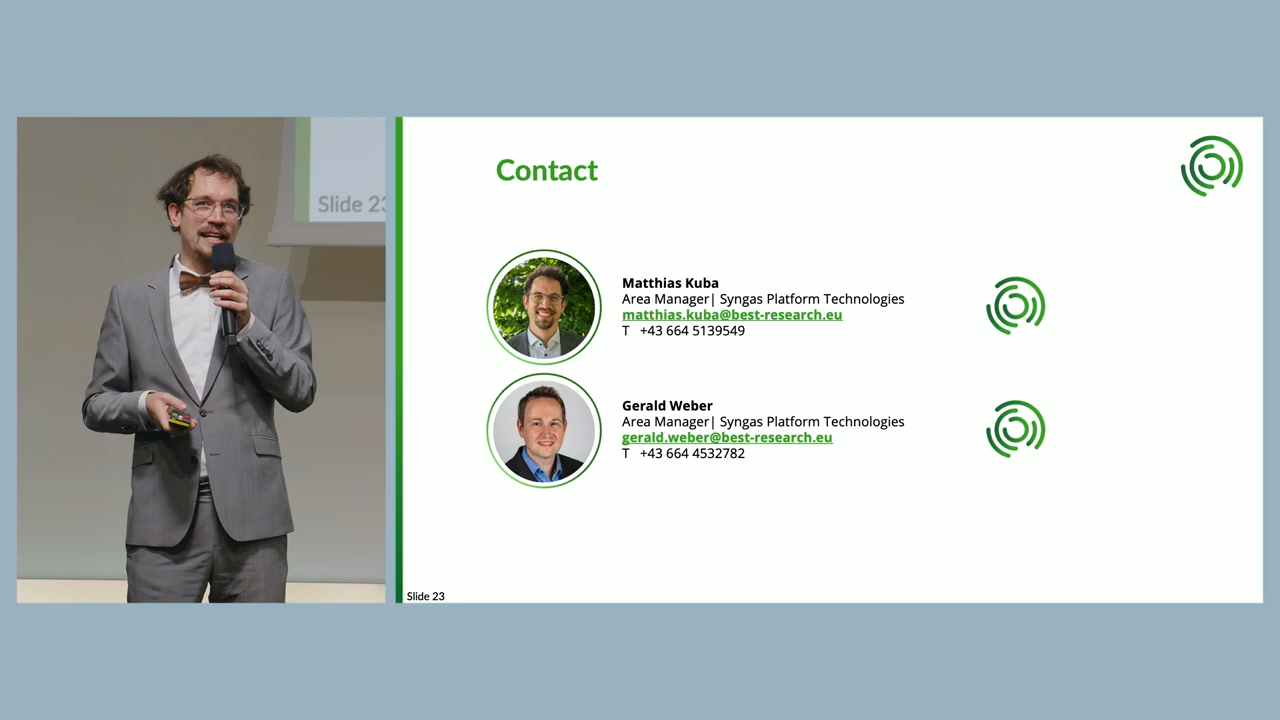 Slide 23
Contact
Matthias Kuba
Area Manager| Syngas Platform Technologies
matthias.kuba@best-research.eu
T +43 664 5139549
Gerald Weber
Area Manager| Syngas Platform Technologies
gerald.weber@best-research.eu
T +43 664 4532782
Slide 23